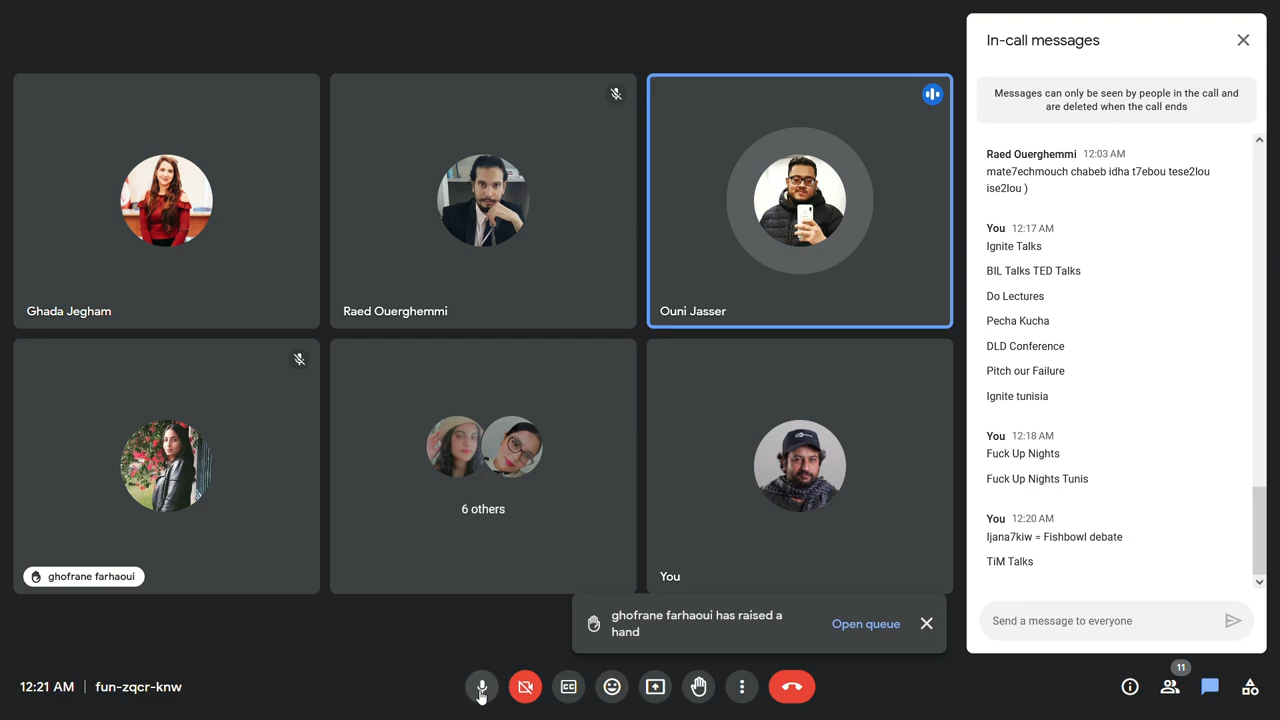 In-call messages
Messages can only be seen by people in the call and
are deleted when the call ends
Raed Ouerghemmi 12:03 AM
mate7echmouch chabeb idha t7ebou tese2lou
ise2lou )
You 12:17 AM
Ignite Talks
BIL Talks TED Talks
Do Lectures
Pecha Kucha
DLD Conference
Pitch our Failure
Ignite tunisia
You 12:18 AM
Fuck Up Nights
Fuck Up Nights Tunis
You 12:20 AM
Ijana7kiw = Fishbowl debate
TiM Talks
Send a message to everyone
Ghada Jegham
Raed Ouerghemmi
Ouni Jasser
ghofrane farhaoui
6 others
You
ghofrane farhaoui has raised a
hand
Open queue
12:21 AM | fun-zqcr-knw
11